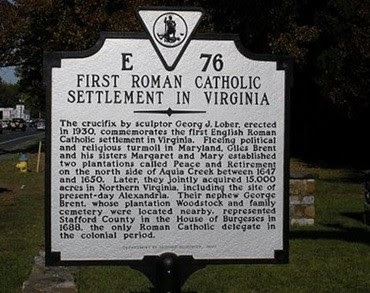 E 76
FIRST ROMAN CATHOLIC
SETTLEMENT IN VIRGINIA
The crucifix by sculptor Georg J. Lober, erected
in 1930, commemorates the first English Roman
Catholic settlement in Virginia. Fleeing political
and religious turmoil in Maryland, Giles Brent
and his sisters Margaret and Mary established
two plantations called Peace and Retirement
on the north side of Aquia Creek between 1647
and 1650. Later, they jointly acquired 15,000
acres in Northern Virginia, including the site of
present-day Alexandria. Their nephew George
Brent, whose plantation Woodstock and family
cemetery were located nearby, represented
Stafford County in the House of Burgesses in
1688, the only Roman Catholic delegate in
the colonial period.
DEPARTMENT OF HISTORIC RESOURCES,